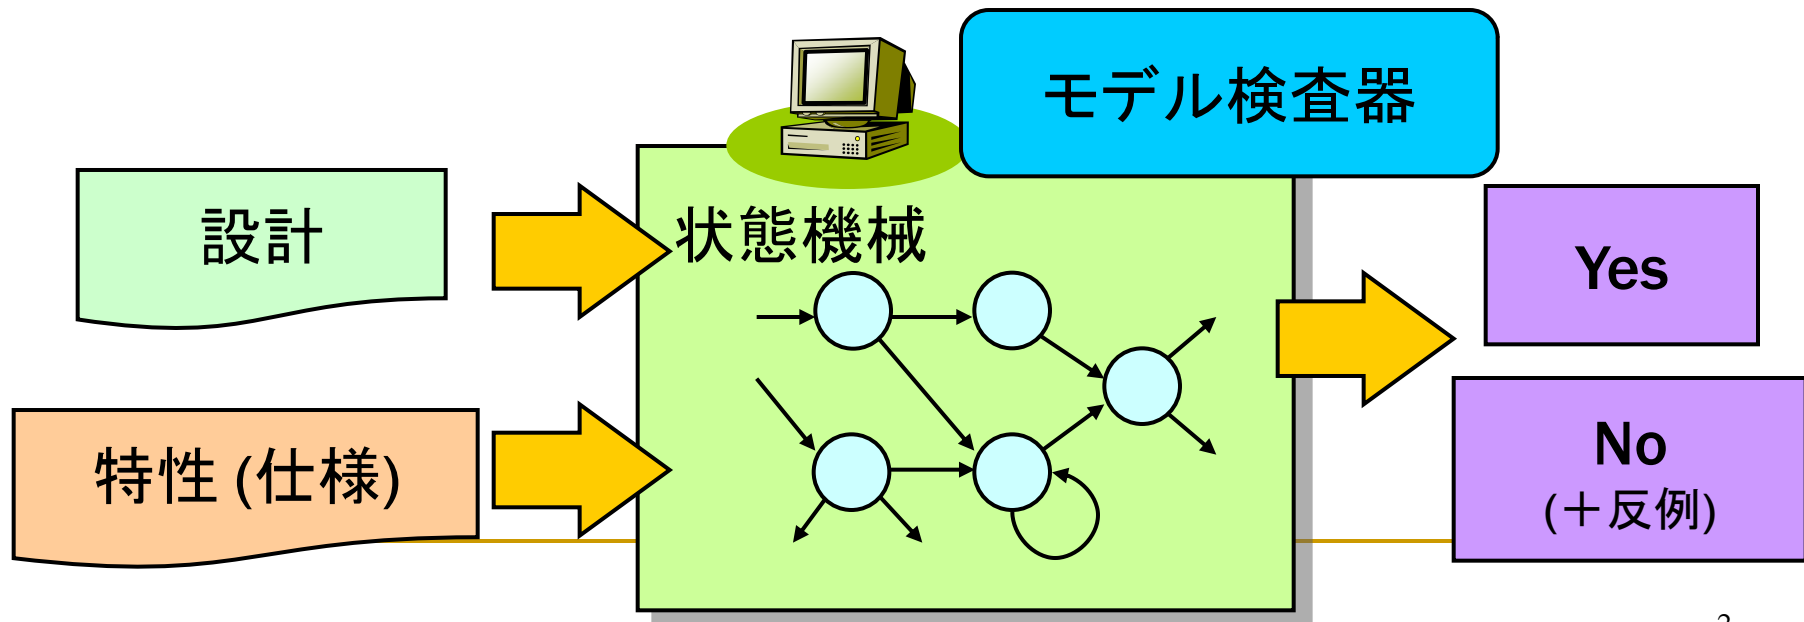 モデル検査器
設計
状態機械
Yes
特性 (仕様)
No
(＋反例)